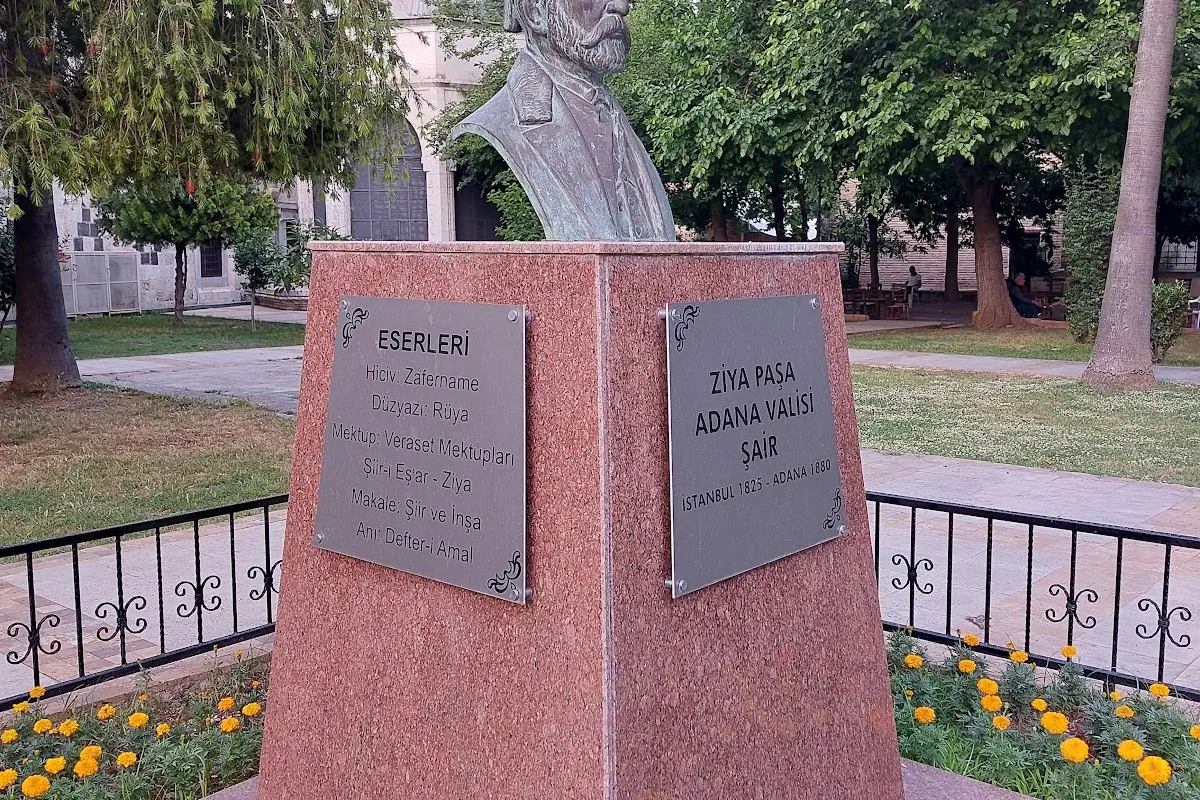 ESERLERİ
Hiciv: Zafername
Düzyazı: Rüya
Mektup: Veraset Mektupları
Şiir-ı Eş'ar - Ziya
Makale: Şiir ve İnşa
Anı: Defter-i Amal
ZİYA PAŞA
ADANA VALİSİ
ŞAİR
İSTANBUL 1825 - ADANA 1880